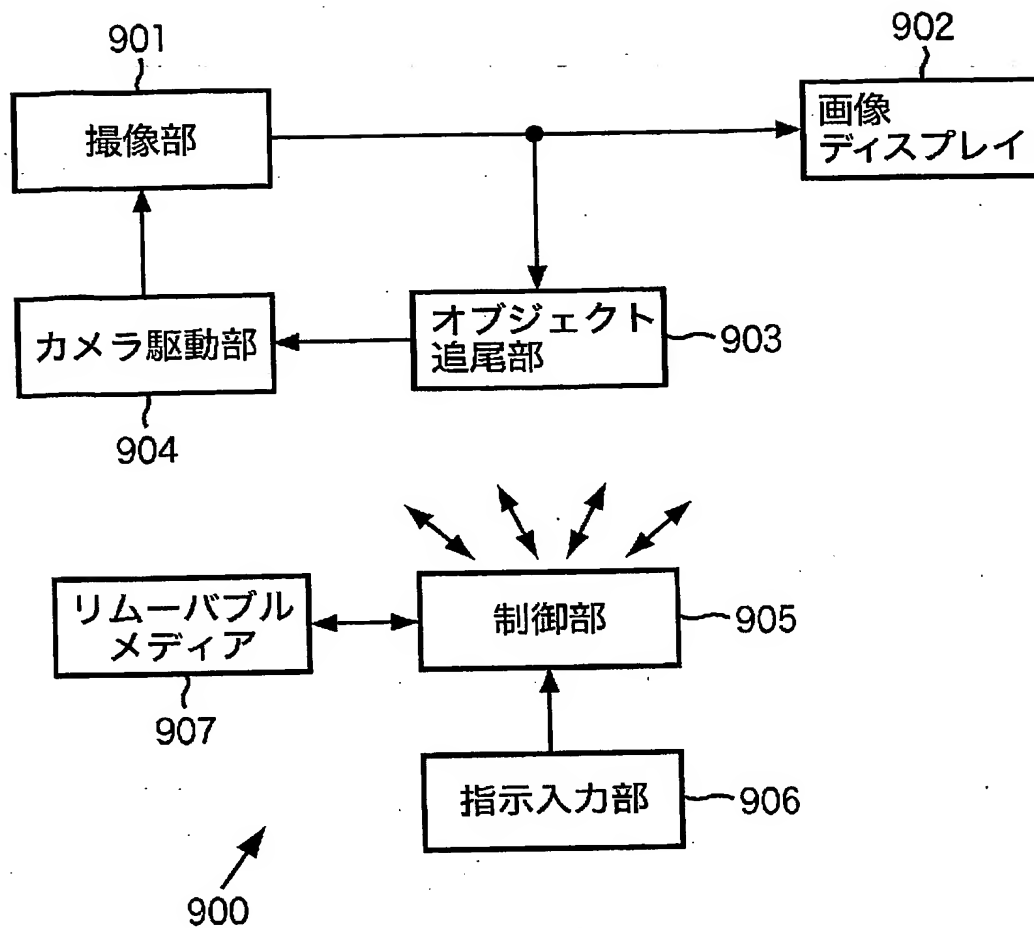 901
撮像部
902
画像
ディスプレイ
オブジェクト
追尾部
903
カメラ駆動部
904
リムーバブル
メディア
907
制御部
905
指示入力部
906
900